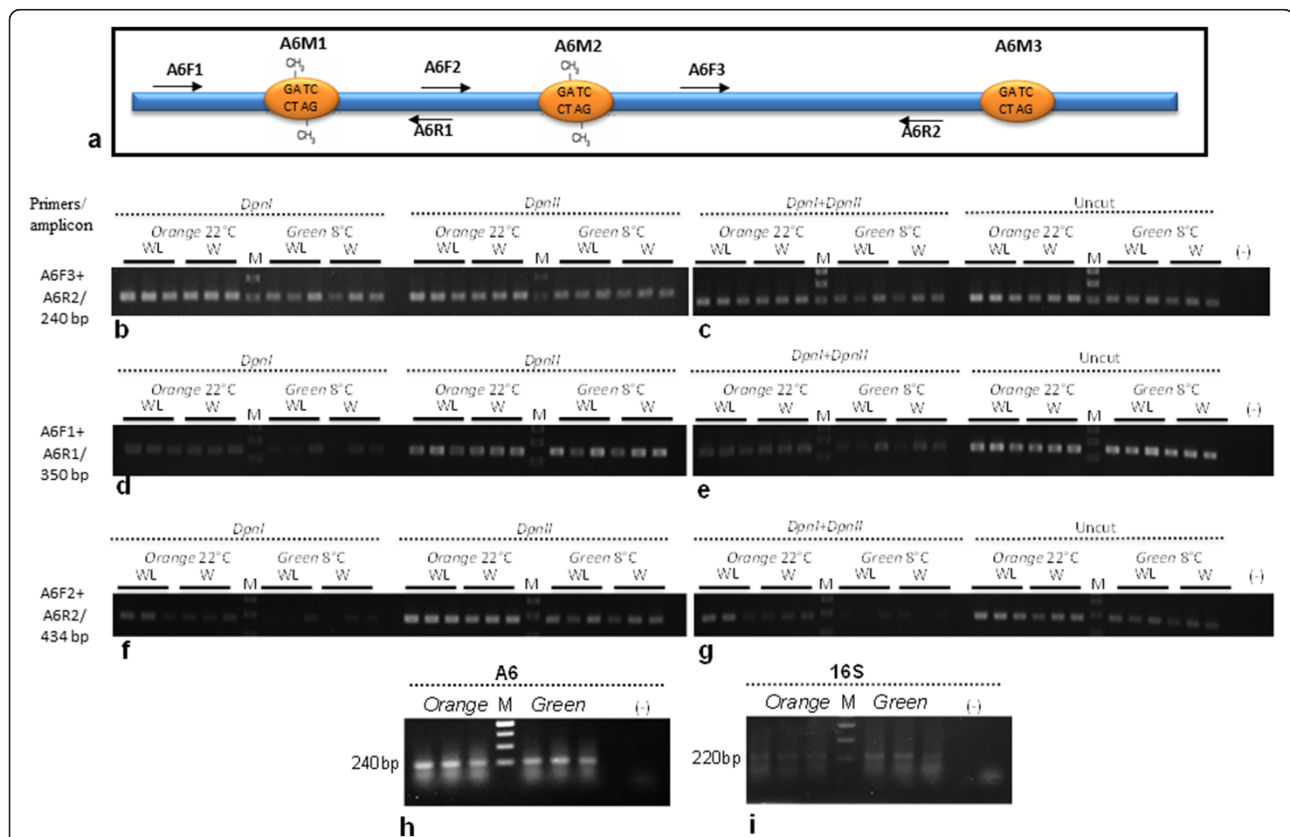 A6M1 A6M2 A6M3
CH3 CH3
A6F1 A6F2 A6F3
GATC GATC GATC
CTAG CTAG CTAG
A6R1 A6R2
CH3 CH3
a
Primers/
amplicon
DpnI DpnII DpnI+DpnII Uncut
Orange 22°C Green 8°C Orange 22°C Green 8°C Orange 22°C Green 8°C Orange 22°C Green 8°C
WL W M WL W WL W M WL W WL W M WL W WL W M WL W (-)
A6F3+
A6R2/
240 bp
b c
DpnI DpnII DpnI+DpnII Uncut
Orange 22°C Green 8°C Orange 22°C Green 8°C Orange 22°C Green 8°C Orange 22°C Green 8°C
WL W M WL W WL W M WL W WL W M WL W WL W M WL W (-)
A6F1+
A6R1/
350 bp
d e
DpnI DpnII DpnI+DpnII Uncut
Orange 22°C Green 8°C Orange 22°C Green 8°C Orange 22°C Green 8°C Orange 22°C Green 8°C
WL W M WL W WL W M WL W WL W M WL W WL W M WL W (-)
A6F2+
A6R2/
434 bp
f g
A6 16S
Orange M Green (-) Orange M Green (-)
240bp 220bp
h i